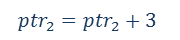 ptr₂ = ptr₂ + 3